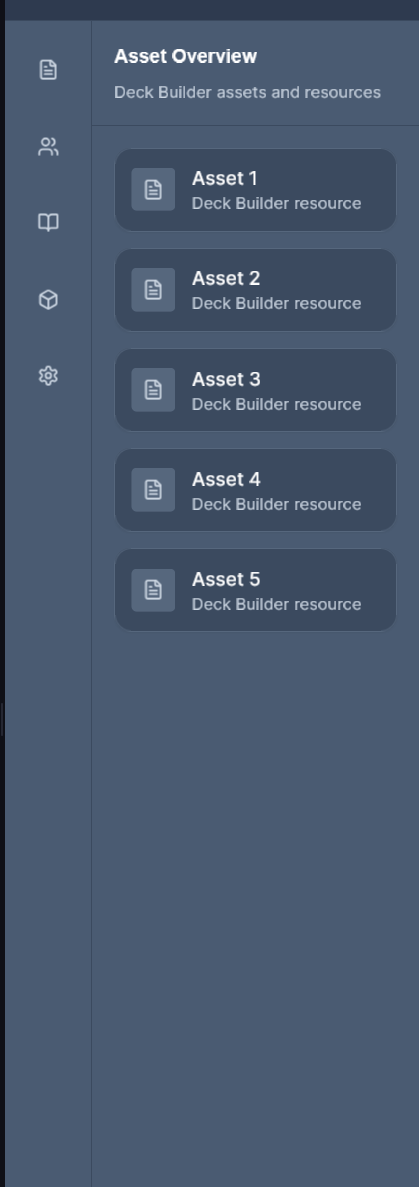 Asset Overview
Deck Builder assets and resources
Asset 1
Deck Builder resource
Asset 2
Deck Builder resource
Asset 3
Deck Builder resource
Asset 4
Deck Builder resource
Asset 5
Deck Builder resource